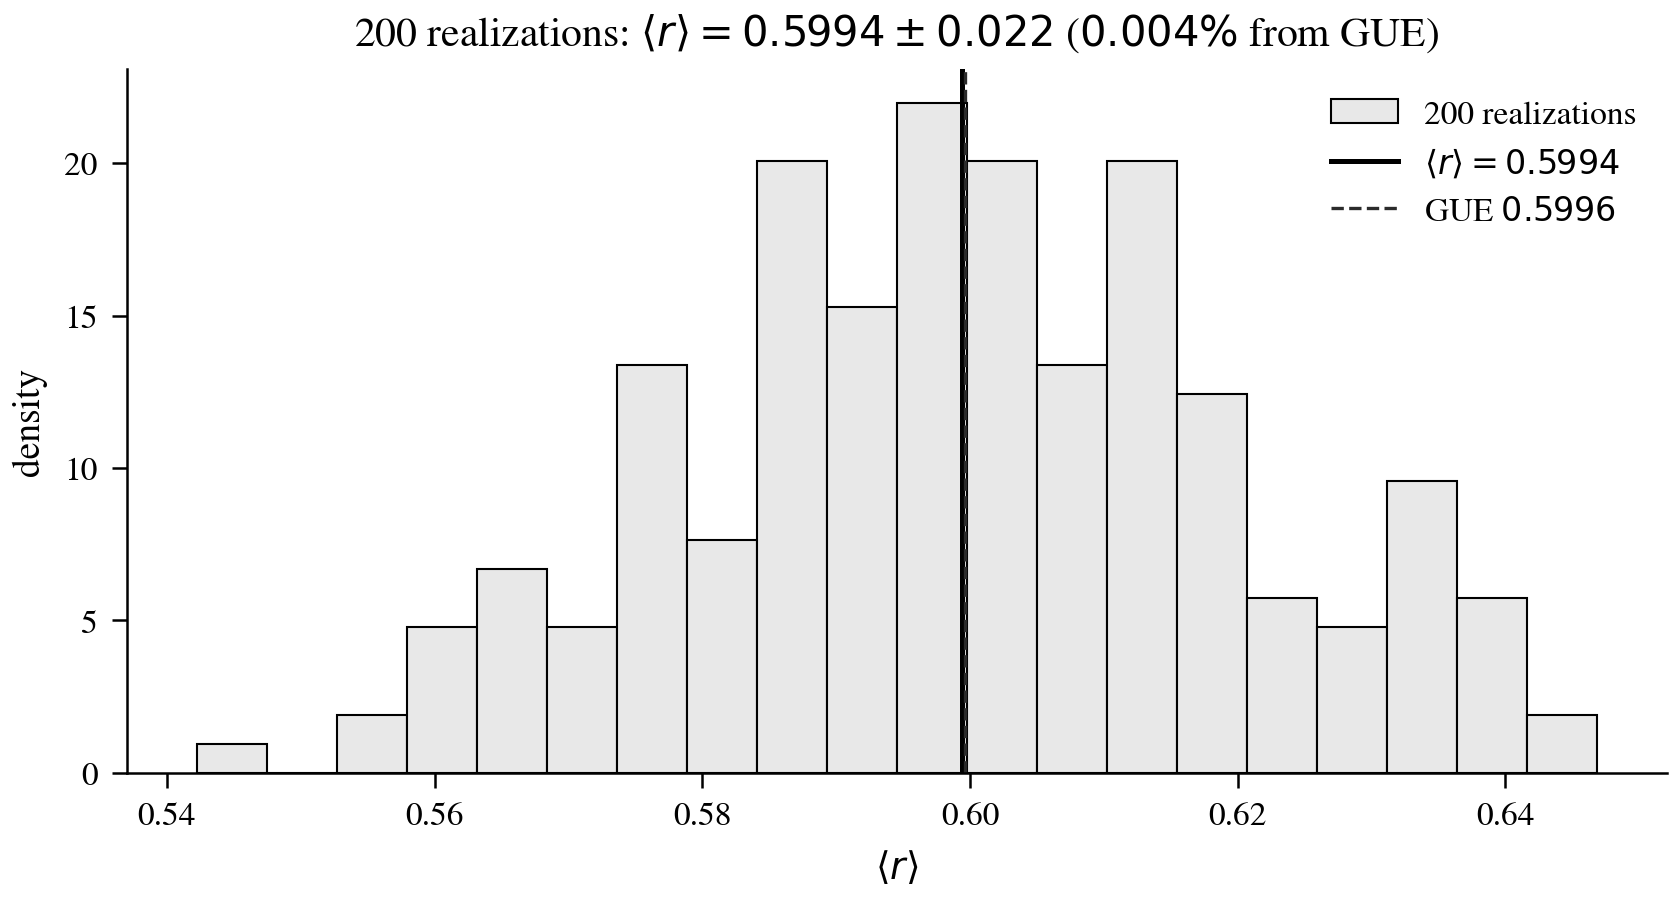 200 realizations: ⟨r⟩ = 0.5994 ± 0.022 (0.004% from GUE)
200 realizations
⟨r⟩ = 0.5994
GUE 0.5996
density
20
15
10
5
0
0.54 0.56 0.58 0.60 0.62 0.64
⟨r⟩